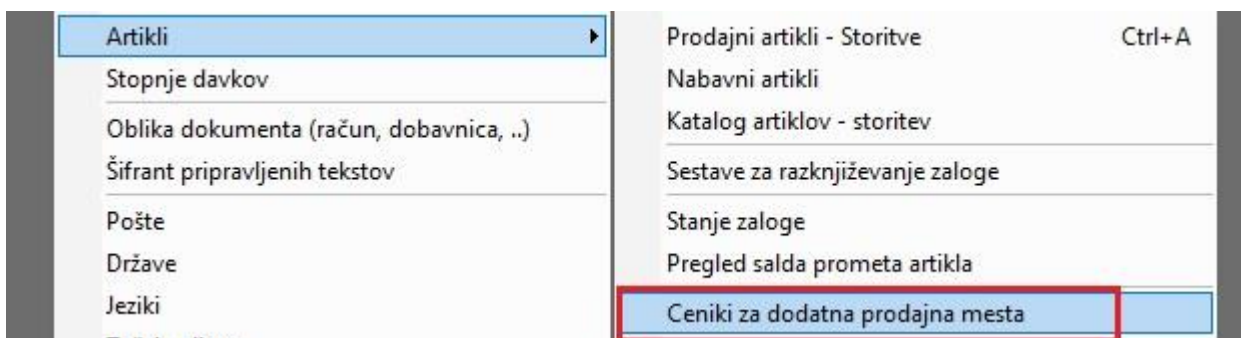 Artikli
Stopnje davkov
Oblika dokumenta (račun, dobavnica, ..)
Šifrant pripravljenih tekstov
Pošte
Države
Jeziki
Prodajni artikli - Storitve Ctrl+A
Nabavni artikli
Katalog artiklov - storitev
Sestave za razknjiževanje zaloge
Stanje zaloge
Pregled salda prometa artikla
Ceniki za dodatna prodajna mesta